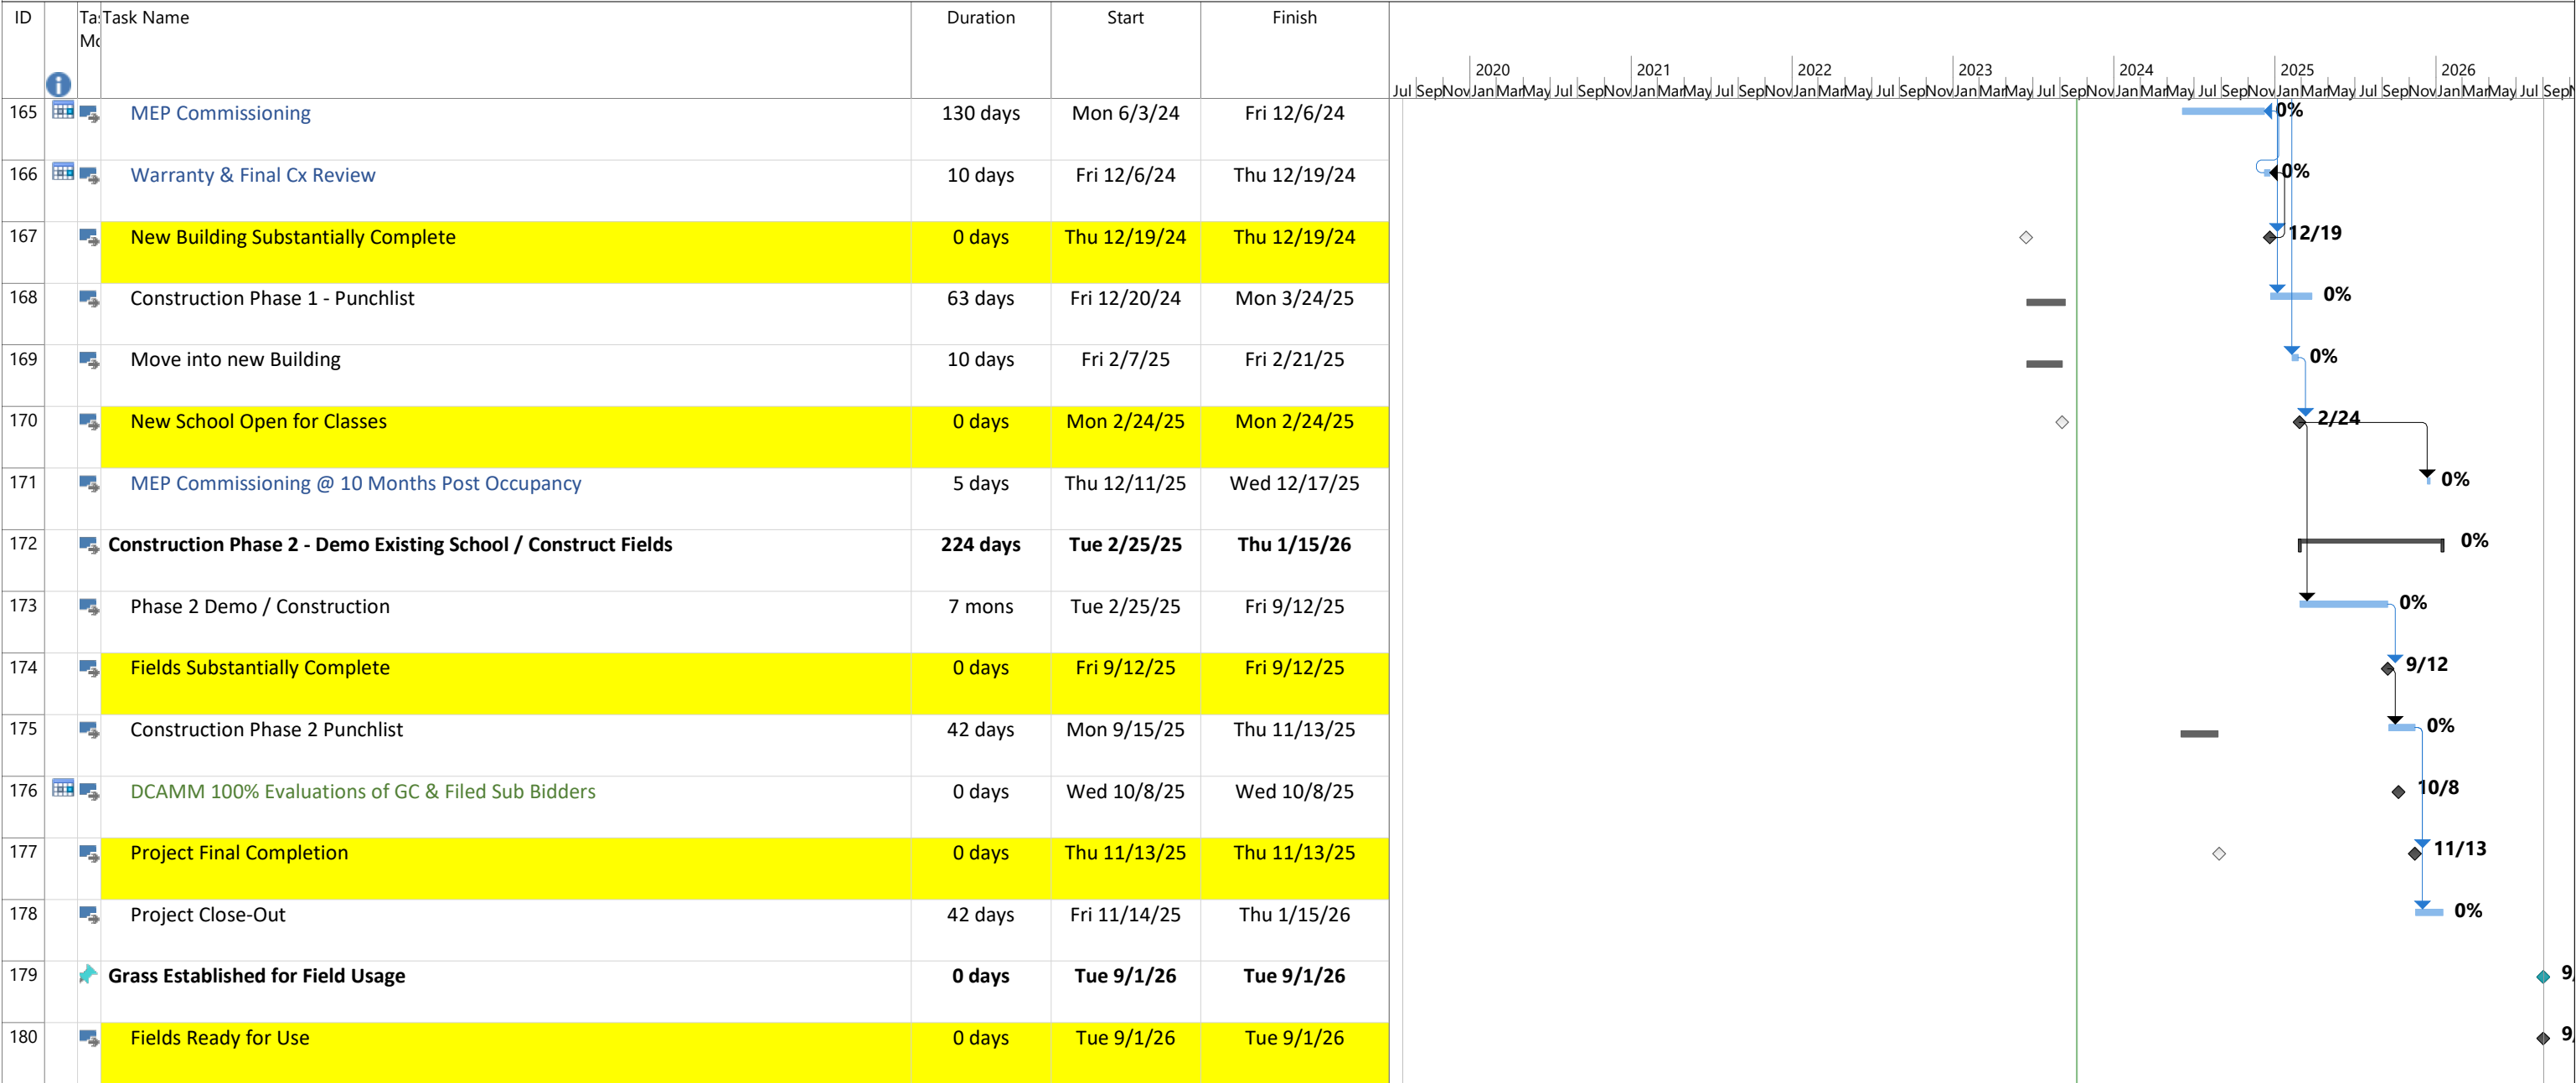 ID Tas Task Name Duration Start Finish
Mo
2020 2021 2022 2023 2024 2025 2026
Jul Sep Nov Jan Mar May Jul Sep Nov Jan Mar May Jul Sep Nov Jan Mar May Jul Sep Nov Jan Mar May Jul Sep Nov Jan Mar May Jul Sep Nov Jan Mar May Jul Sep Nov Jan Mar May Jul Sep N
165 MEP Commissioning 130 days Mon 6/3/24 Fri 12/6/24 0%
166 Warranty & Final Cx Review 10 days Fri 12/6/24 Thu 12/19/24 0%
167 New Building Substantially Complete 0 days Thu 12/19/24 Thu 12/19/24 12/19
168 Construction Phase 1 - Punchlist 63 days Fri 12/20/24 Mon 3/24/25 0%
169 Move into new Building 10 days Fri 2/7/25 Fri 2/21/25 0%
170 New School Open for Classes 0 days Mon 2/24/25 Mon 2/24/25 2/24
171 MEP Commissioning @ 10 Months Post Occupancy 5 days Thu 12/11/25 Wed 12/17/25 0%
172 Construction Phase 2 - Demo Existing School / Construct Fields 224 days Tue 2/25/25 Thu 1/15/26 0%
173 Phase 2 Demo / Construction 7 mons Tue 2/25/25 Fri 9/12/25 0%
174 Fields Substantially Complete 0 days Fri 9/12/25 Fri 9/12/25 9/12
175 Construction Phase 2 Punchlist 42 days Mon 9/15/25 Thu 11/13/25 0%
176 DCAMM 100% Evaluations of GC & Filed Sub Bidders 0 days Wed 10/8/25 Wed 10/8/25 10/8
177 Project Final Completion 0 days Thu 11/13/25 Thu 11/13/25 11/13
178 Project Close-Out 42 days Fri 11/14/25 Thu 1/15/26 0%
179 Grass Established for Field Usage 0 days Tue 9/1/26 Tue 9/1/26 9/
180 Fields Ready for Use 0 days Tue 9/1/26 Tue 9/1/26 9/